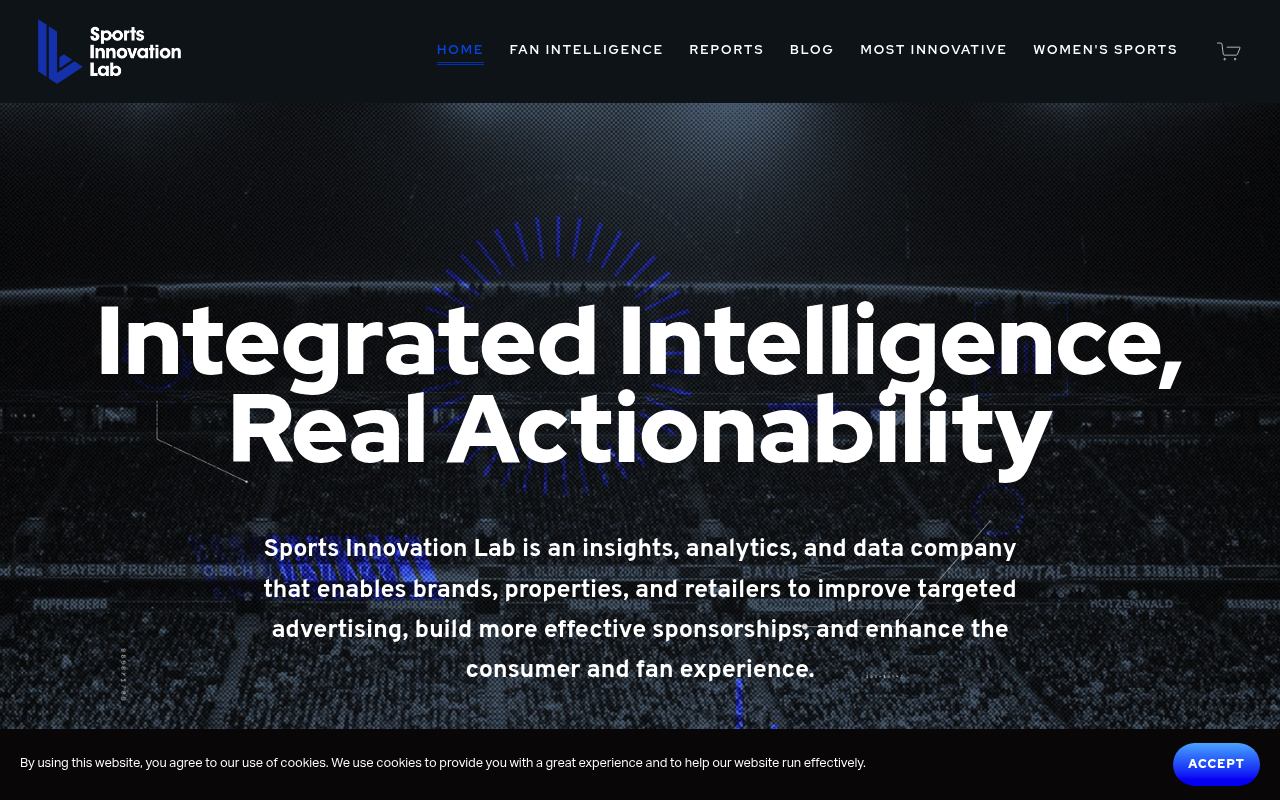 Sports
Innovation
Lab
HOME FAN INTELLIGENCE REPORTS BLOG MOST INNOVATIVE WOMEN'S SPORTS
Integrated Intelligence,
Real Actionability
Sports Innovation Lab is an insights, analytics, and data company
that enables brands, properties, and retailers to improve targeted
advertising, build more effective sponsorships, and enhance the
consumer and fan experience.
BAYERN FREUNDE
POPPENBERG
By using this website, you agree to our use of cookies. We use cookies to provide you with a great experience and to help our website run effectively.
ACCEPT